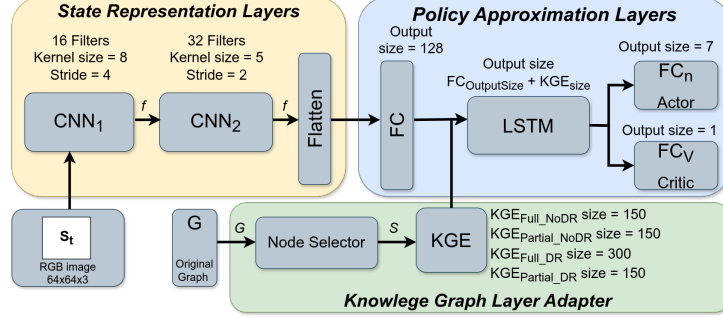 State Representation Layers
16 Filters
Kernel size = 8
Stride = 4
32 Filters
Kernel size = 5
Stride = 2
CNN1
f
CNN2
f
Flatten
St
RGB image
64x64x3
Policy Approximation Layers
Output
size = 128
FC
Output size
FCOutputSize + KGEsize
LSTM
Output size = 7
FCn
Actor
Output size = 1
FCV
Critic
G
Original
Graph
G
Node Selector
S
KGE
KGEFull_NoDR size = 150
KGEPartial_NoDR size = 150
KGEFull_DR size = 300
KGEPartial_DR size = 150
Knowlege Graph Layer Adapter